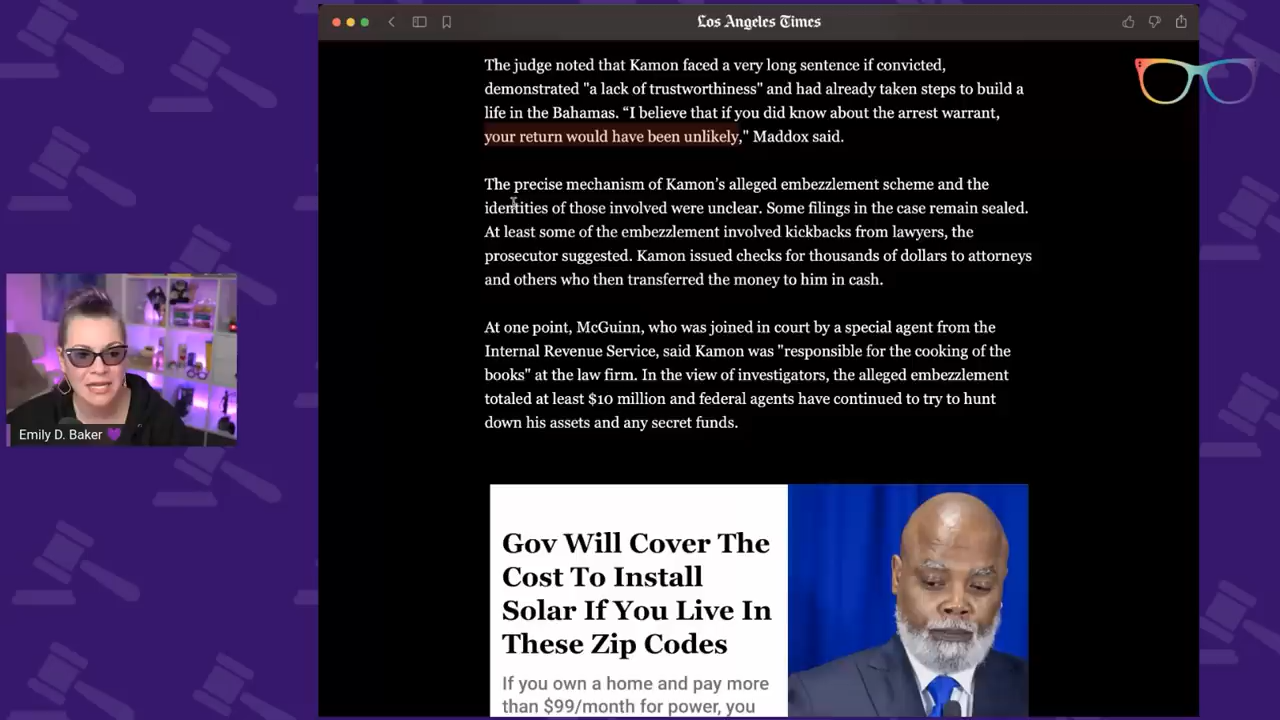 Los Angeles Times
The judge noted that Kamon faced a very long sentence if convicted,
demonstrated "a lack of trustworthiness" and had already taken steps to build a
life in the Bahamas. “I believe that if you did know about the arrest warrant,
your return would have been unlikely," Maddox said.
The precise mechanism of Kamon’s alleged embezzlement scheme and the
identities of those involved were unclear. Some filings in the case remain sealed.
At least some of the embezzlement involved kickbacks from lawyers, the
prosecutor suggested. Kamon issued checks for thousands of dollars to attorneys
and others who then transferred the money to him in cash.
At one point, McGuinn, who was joined in court by a special agent from the
Internal Revenue Service, said Kamon was "responsible for the cooking of the
books" at the law firm. In the view of investigators, the alleged embezzlement
totaled at least $10 million and federal agents have continued to try to hunt
down his assets and any secret funds.
Emily D. Baker 💜
Gov Will Cover The
Cost To Install
Solar If You Live In
These Zip Codes
If you own a home and pay more
than $99/month for power, you